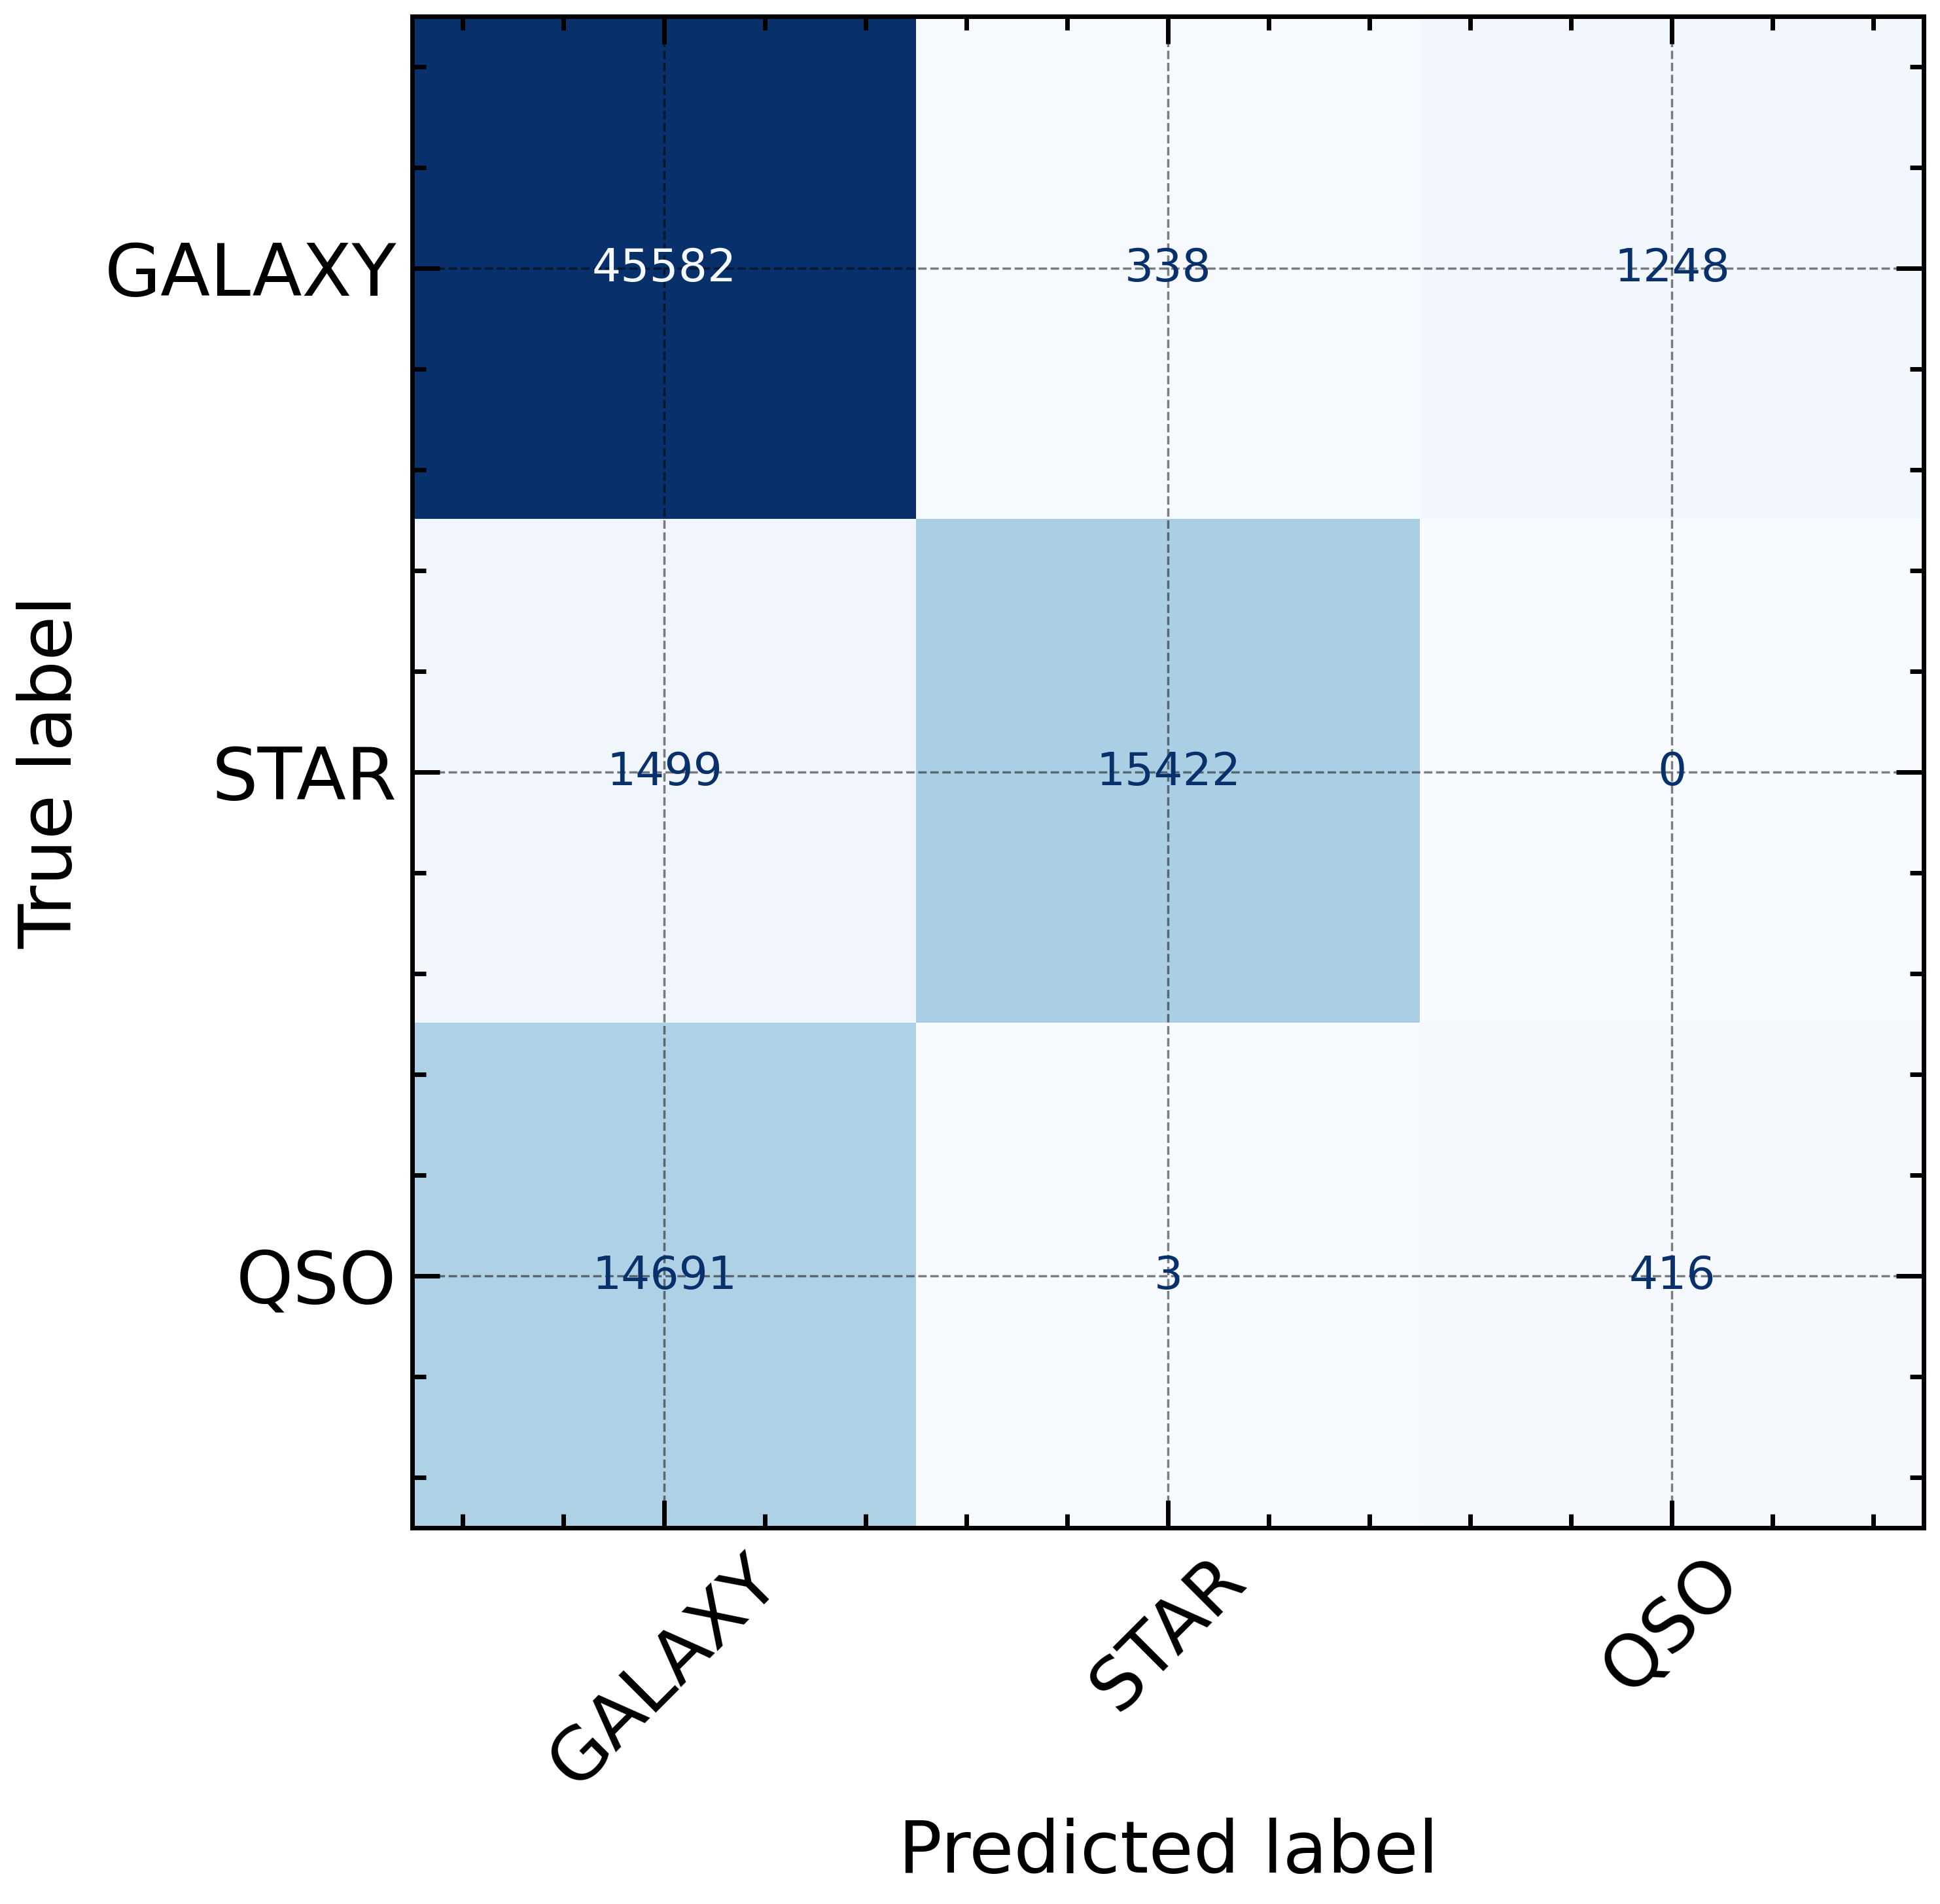 True label
GALAXY 45582 338 1248
STAR 1499 15422 0
QSO 14691 3 416
GALAXY STAR QSO
Predicted label